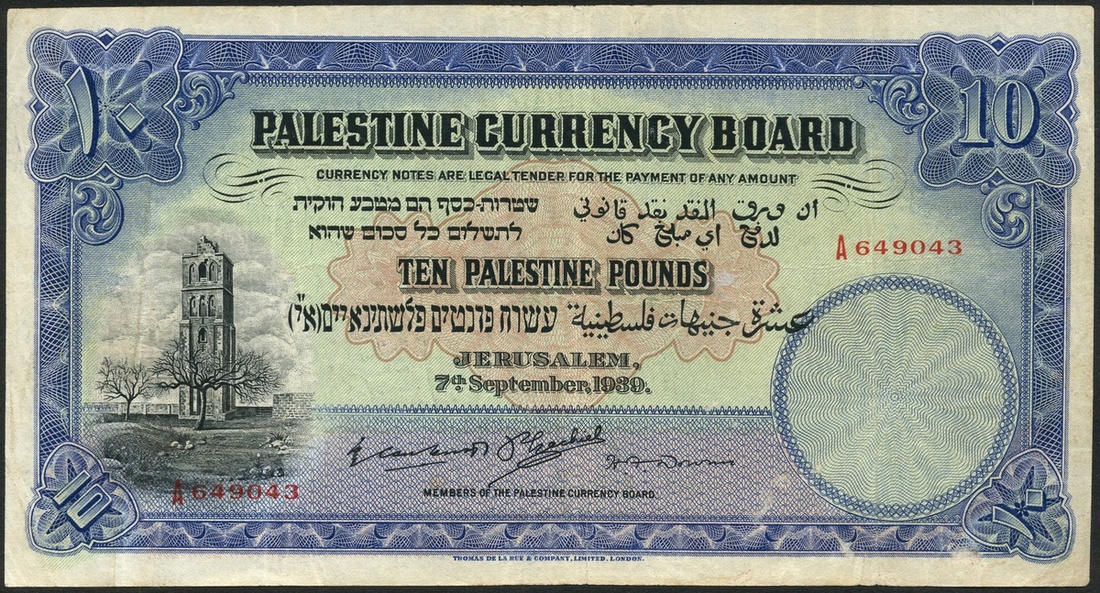 ١٠
10
PALESTINE CURRENCY BOARD
CURRENCY NOTES ARE LEGAL TENDER FOR THE PAYMENT OF ANY AMOUNT
שטרות-כסף הם מטבע חוקית
ان ورق النقد نقد قانوني
לתשלום כל סכום שהוא
لدفع اي مبلغ كان
A 649043
TEN PALESTINE POUNDS
עשרה פונטים פלשתינאיים (א״י)
عشرة جنيهات فلسطينية
JERUSALEM,
7th September, 1939.
A 649043
MEMBERS OF THE PALESTINE CURRENCY BOARD.
10
١٠
THOMAS DE LA RUE & COMPANY, LIMITED, LONDON.